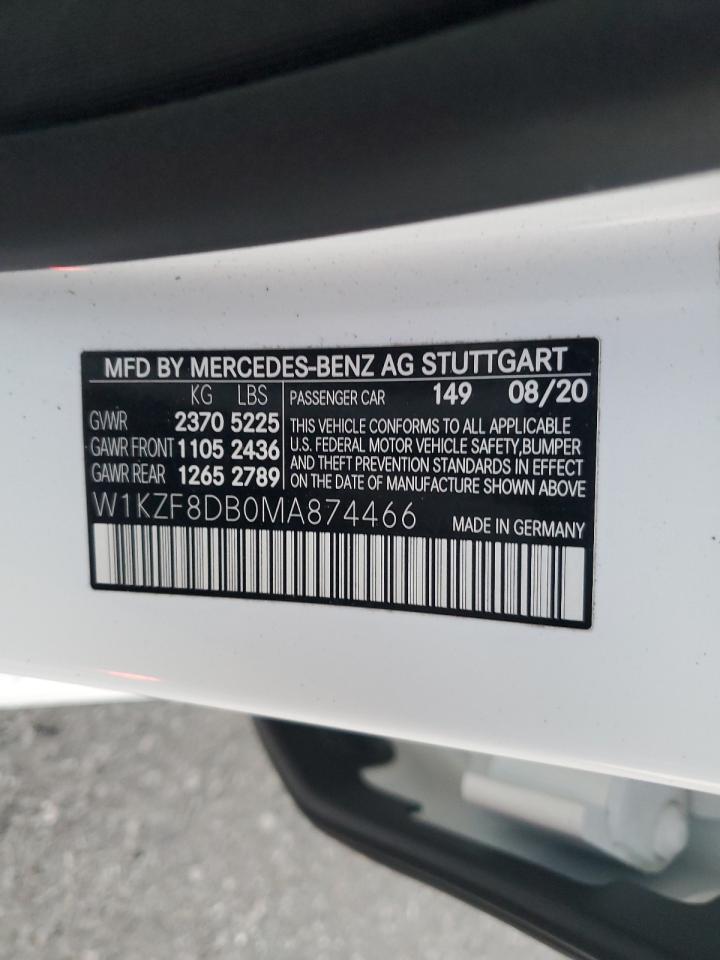 MFD BY MERCEDES-BENZ AG STUTTGART
KG LBS
GVWR 2370 5225
GAWR FRONT 1105 2436
GAWR REAR 1265 2789
PASSENGER CAR 149 08/20
THIS VEHICLE CONFORMS TO ALL APPLICABLE
U.S. FEDERAL MOTOR VEHICLE SAFETY,BUMPER
AND THEFT PREVENTION STANDARDS IN EFFECT
ON THE DATE OF MANUFACTURE SHOWN ABOVE
W1KZF8DB0MA874466
MADE IN GERMANY